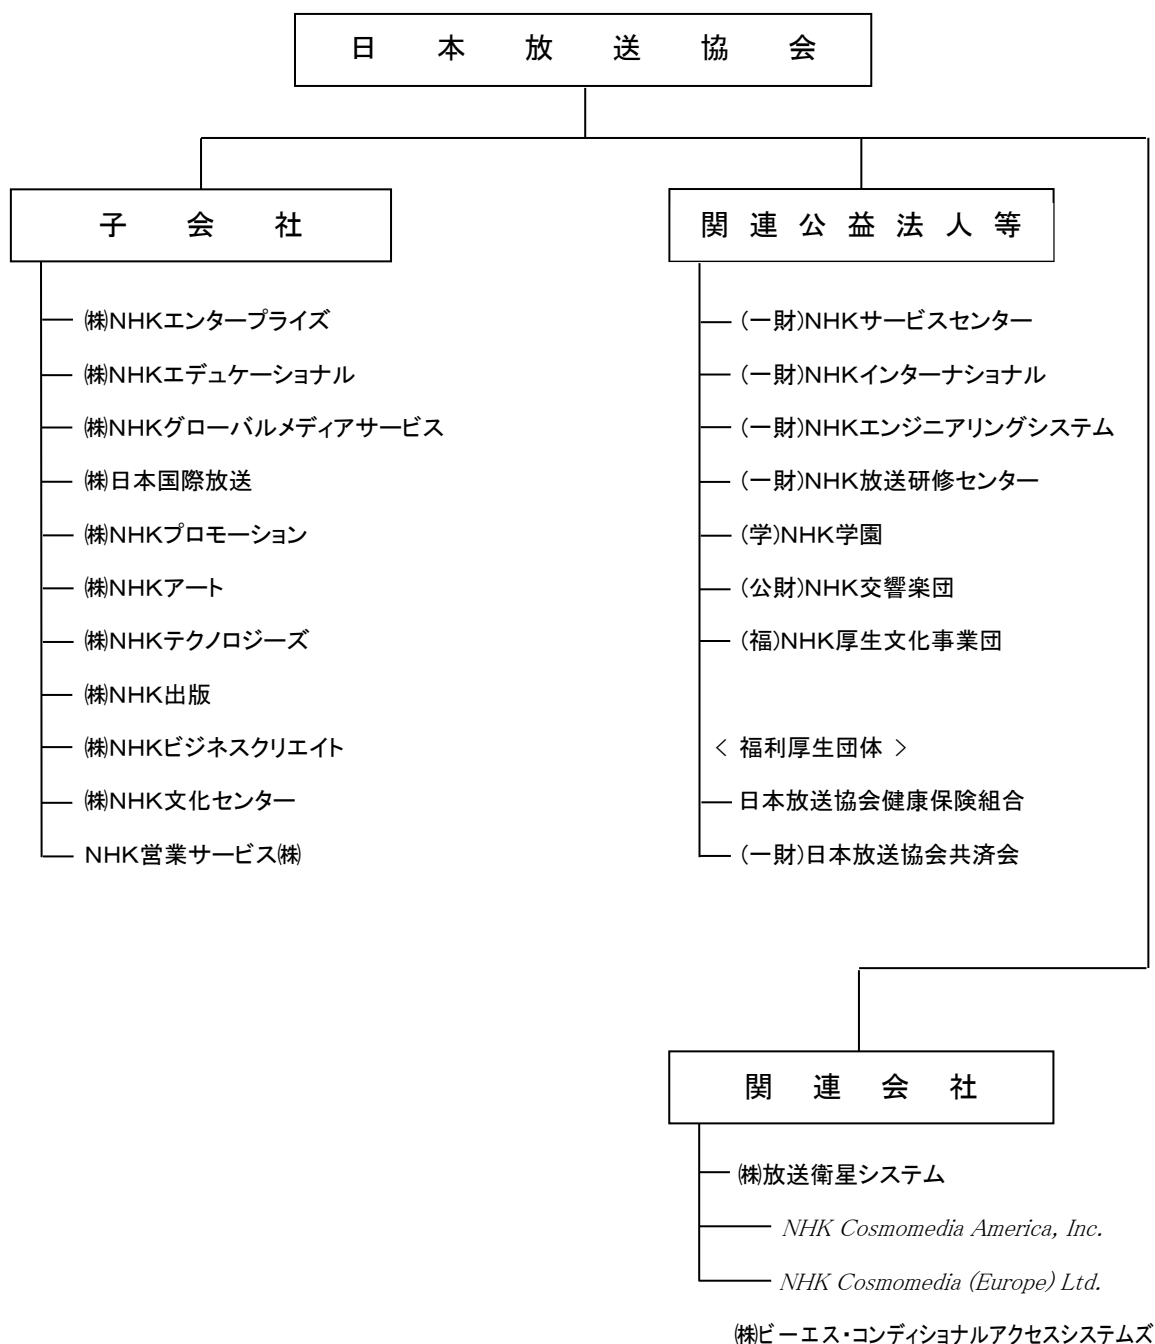 日本放送協会
子会社
㈱NHKエンタープライズ
㈱NHKエデュケーショナル
㈱NHKグローバルメディアサービス
㈱日本国際放送
㈱NHKプロモーション
㈱NHKアート
㈱NHKテクノロジーズ
㈱NHK出版
㈱NHKビジネスクリエイト
㈱NHK文化センター
NHK営業サービス㈱
関連公益法人等
(一財)NHKサービスセンター
(一財)NHKインターナショナル
(一財)NHKエンジニアリングシステム
(一財)NHK放送研修センター
(学)NHK学園
(公財)NHK交響楽団
(福)NHK厚生文化事業団
< 福利厚生団体 >
日本放送協会健康保険組合
(一財)日本放送協会共済会
関連会社
㈱放送衛星システム
NHK Cosmomedia America, Inc.
NHK Cosmomedia (Europe) Ltd.
㈱ビーエス・コンディショナルアクセスシステムズ